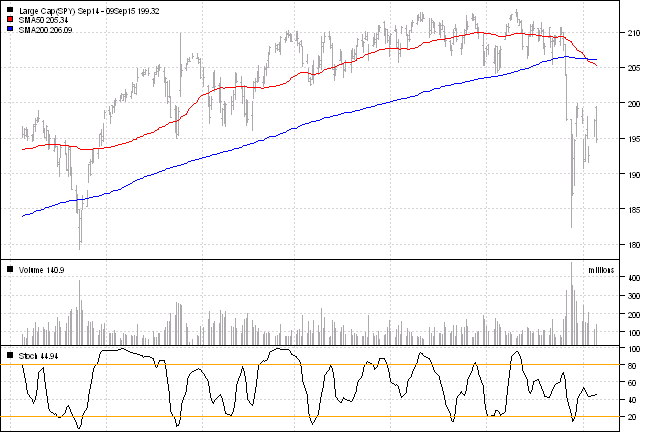 Large Cap(SPY) Sep14 - 09Sep15 199.32
SMA50 205.34
SMA200 206.09
210
205
200
195
190
185
180
Volume 140.9
millions
400
300
200
100
Stoch 44.94
100
80
60
40
20